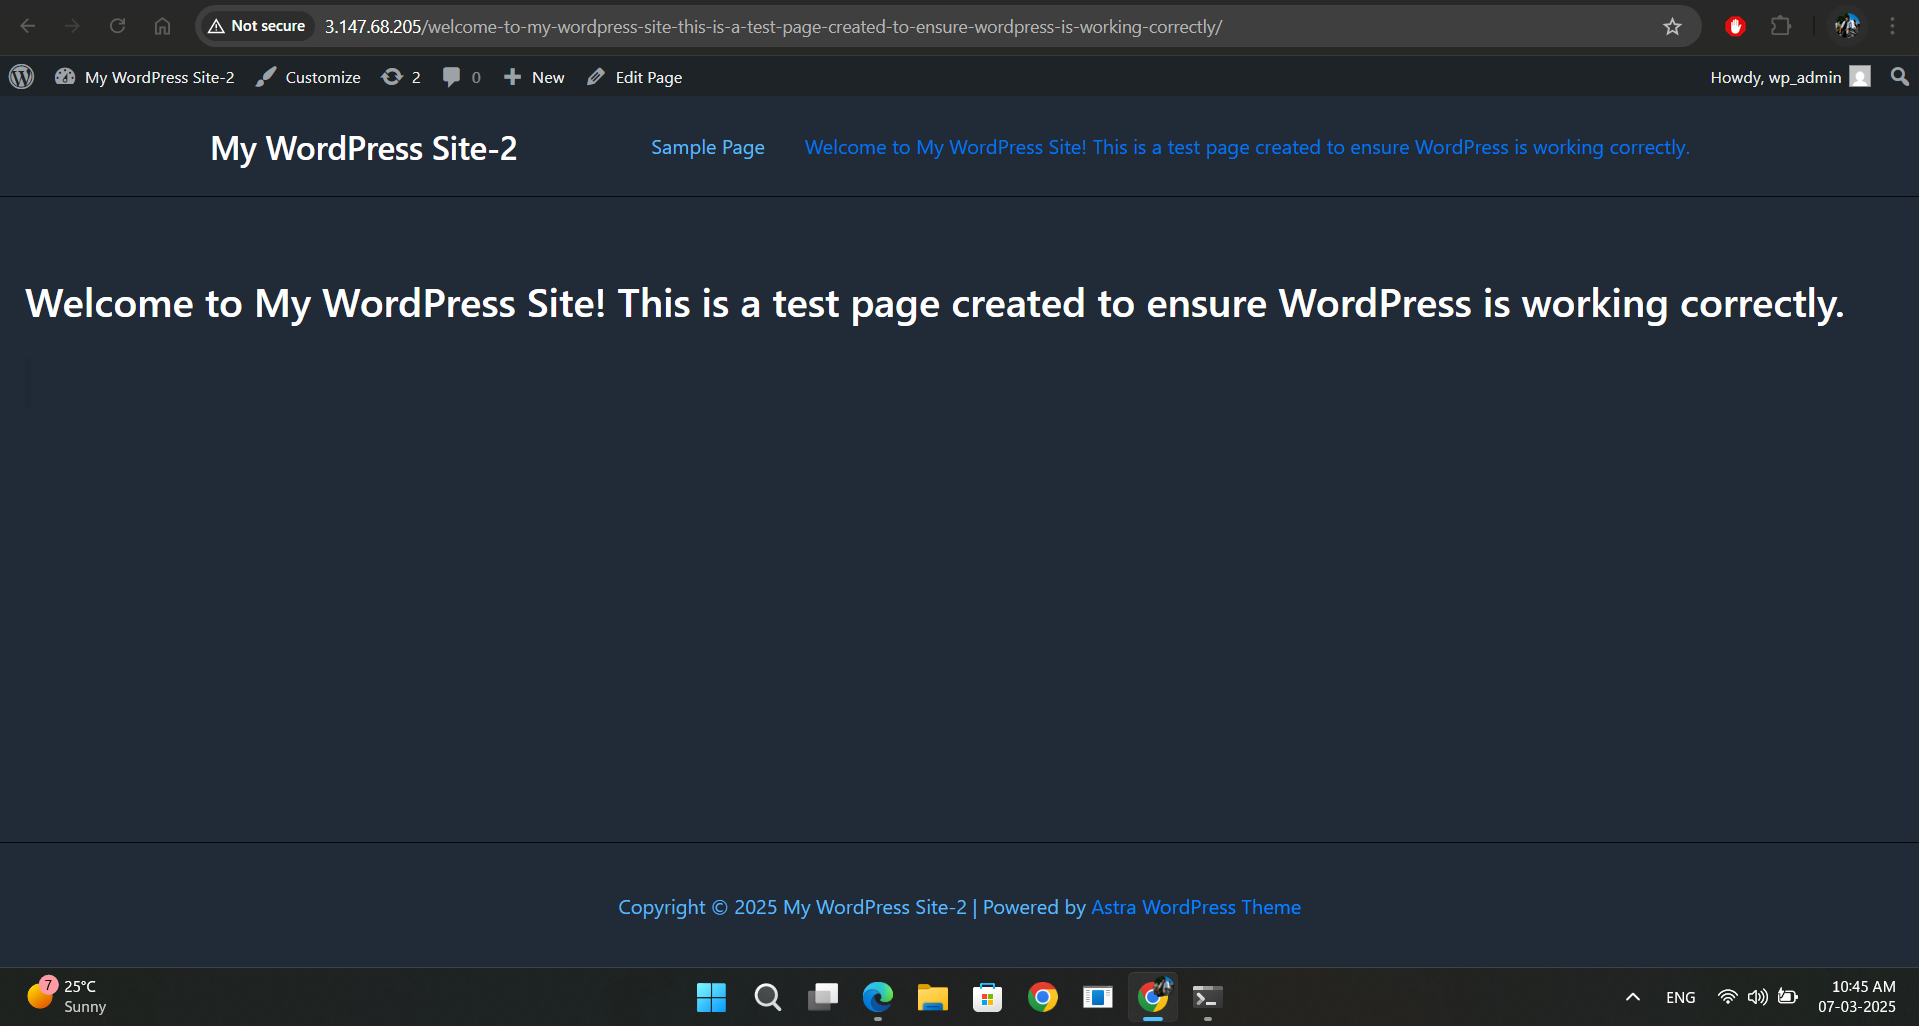 Not secure 3.147.68.205/welcome-to-my-wordpress-site-this-is-a-test-page-created-to-ensure-wordpress-is-working-correctly/
My WordPress Site-2 Customize 2 0 New Edit Page Howdy, wp_admin
My WordPress Site-2 Sample Page Welcome to My WordPress Site! This is a test page created to ensure WordPress is working correctly.
Welcome to My WordPress Site! This is a test page created to ensure WordPress is working correctly.
Copyright © 2025 My WordPress Site-2 | Powered by Astra WordPress Theme
7 25°C
Sunny
ENG
10:45 AM
07-03-2025